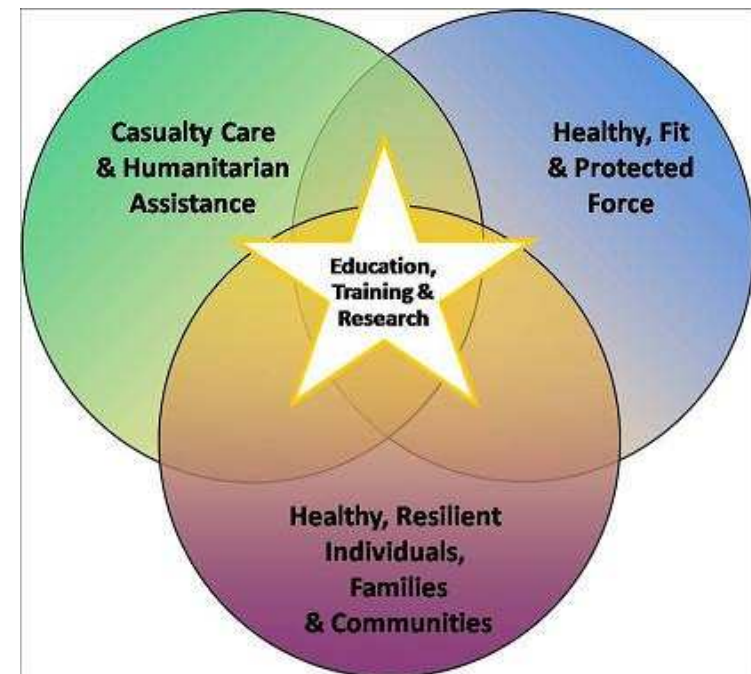 Casualty Care
& Humanitarian
Assistance
Healthy, Fit
& Protected
Force
Education,
Training &
Research
Healthy, Resilient
Individuals,
Families
& Communities